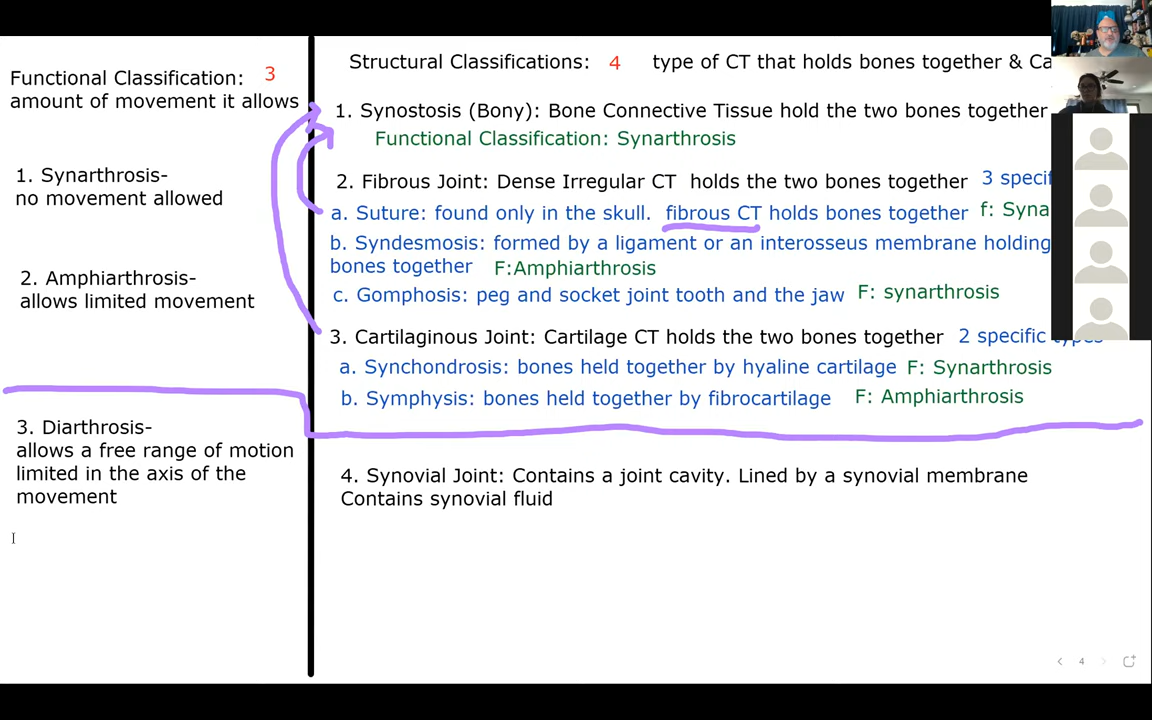 Functional Classification: 3
amount of movement it allows
1. Synarthrosis-
no movement allowed
2. Amphiarthrosis-
allows limited movement
3. Diarthrosis-
allows a free range of motion
limited in the axis of the
movement
Structural Classifications: 4 type of CT that holds bones together &
1. Synostosis (Bony): Bone Connective Tissue hold the two bones together
Functional Classification: Synarthrosis
2. Fibrous Joint: Dense Irregular CT holds the two bones together 3
a. Suture: found only in the skull. fibrous CT holds bones together f:
b. Syndesmosis: formed by a ligament or an interosseus membrane holding
bones together F:Amphiarthrosis
c. Gomphosis: peg and socket joint tooth and the jaw F: synarthrosis
3. Cartilaginous Joint: Cartilage CT holds the two bones together 2 specific
a. Synchondrosis: bones held together by hyaline cartilage F: Synarthrosis
b. Symphysis: bones held together by fibrocartilage F: Amphiarthrosis
4. Synovial Joint: Contains a joint cavity. Lined by a synovial membrane
Contains synovial fluid
4